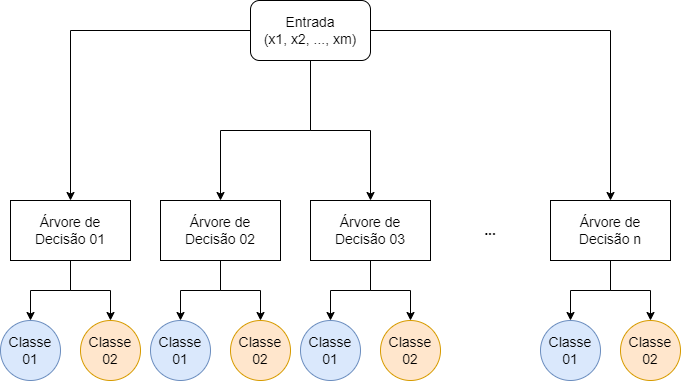 Entrada
(x1, x2, ..., xm)
Árvore de
Decisão 01
Árvore de
Decisão 02
Árvore de
Decisão 03
...
Árvore de
Decisão n
Classe
01
Classe
02
Classe
01
Classe
02
Classe
01
Classe
02
Classe
01
Classe
02